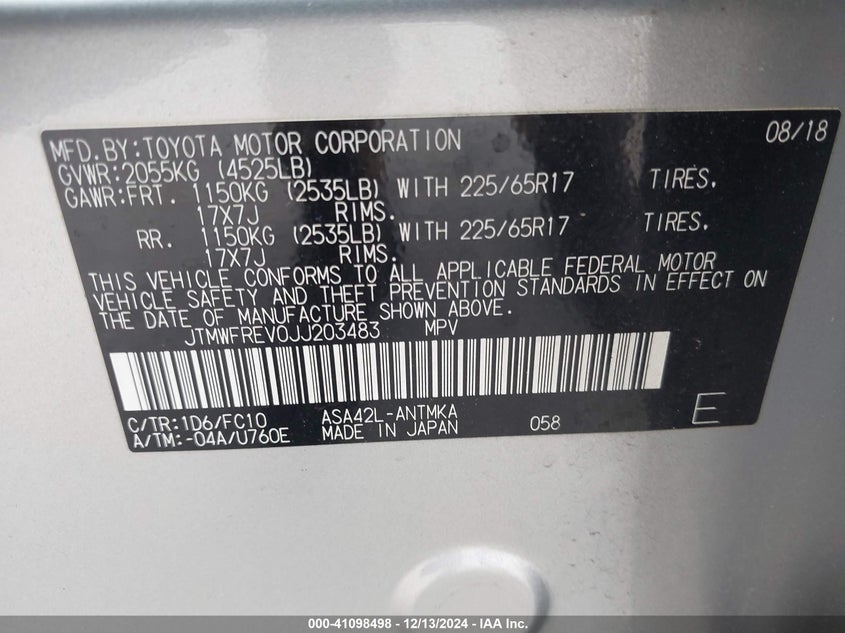 MFD.BY:TOYOTA MOTOR CORPORATION 08/18
GVWR:2055KG (4525LB)
GAWR:FRT. 1150KG (2535LB) WITH 225/65R17 TIRES.
17X7J RIMS.
RR. 1150KG (2535LB) WITH 225/65R17 TIRES.
17X7J RIMS.
THIS VEHICLE CONFORMS TO ALL APPLICABLE FEDERAL MOTOR
VEHICLE SAFETY AND THEFT PREVENTION STANDARDS IN EFFECT ON
THE DATE OF MANUFACTURE SHOWN ABOVE.
JTMWFREV0JJ203483 MPV
C/TR:1D6/FC10 ASA42L-ANTMKA
A/TM:-04A/U760E MADE IN JAPAN 058 E
000-41098498 - 12/13/2024 - IAA Inc.